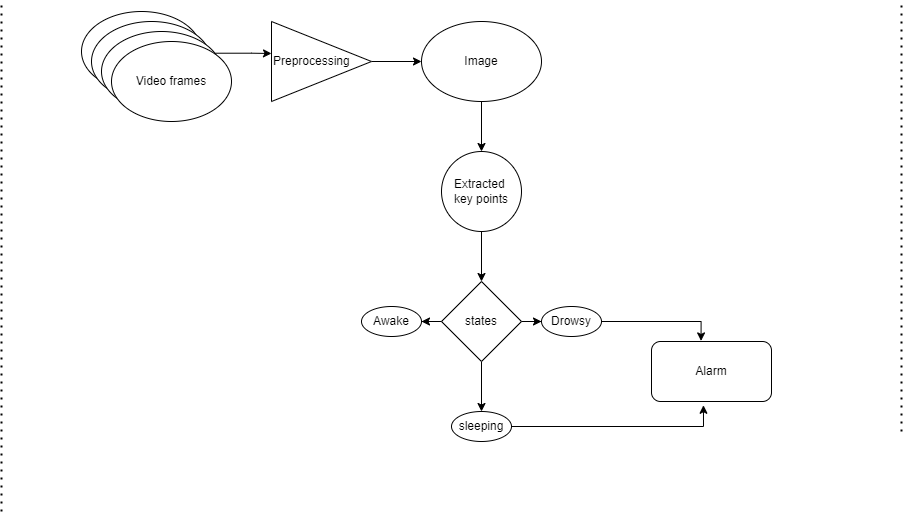 Video frames
Preprocessing
Image
Extracted
key points
Awake
states
Drowsy
Alarm
sleeping